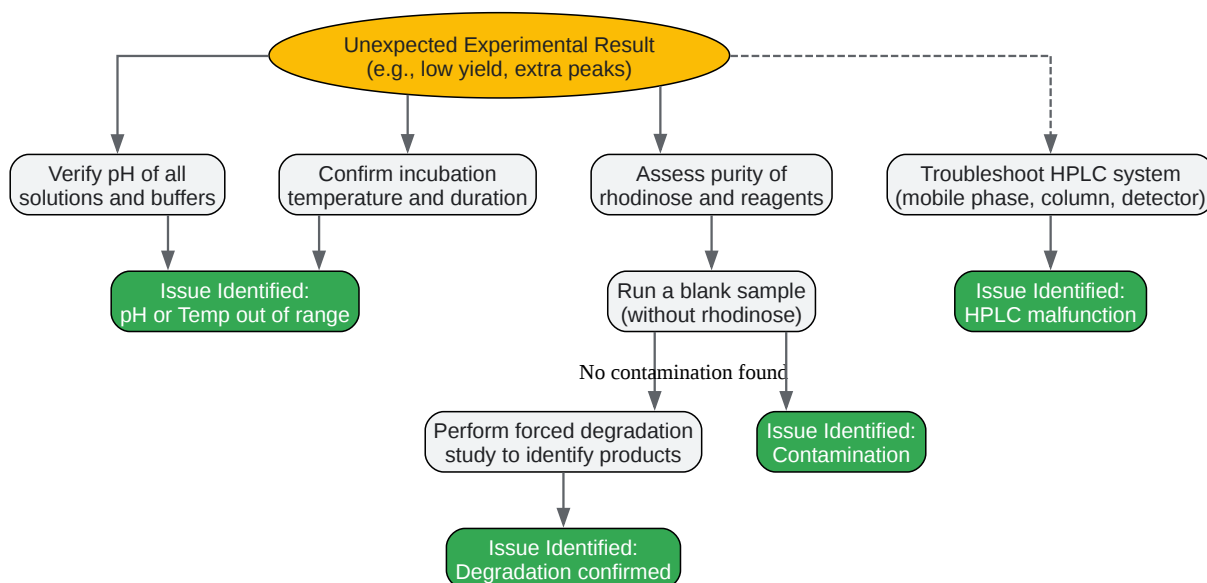 Unexpected Experimental Result
(e.g., low yield, extra peaks)
Verify pH of all
solutions and buffers
Confirm incubation
temperature and duration
Assess purity of
rhodinose and reagents
Troubleshoot HPLC system
(mobile phase, column, detector)
Issue Identified:
pH or Temp out of range
Run a blank sample
(without rhodinose)
Issue Identified:
HPLC malfunction
No contamination found
Perform forced degradation
study to identify products
Issue Identified:
Contamination
Issue Identified:
Degradation confirmed